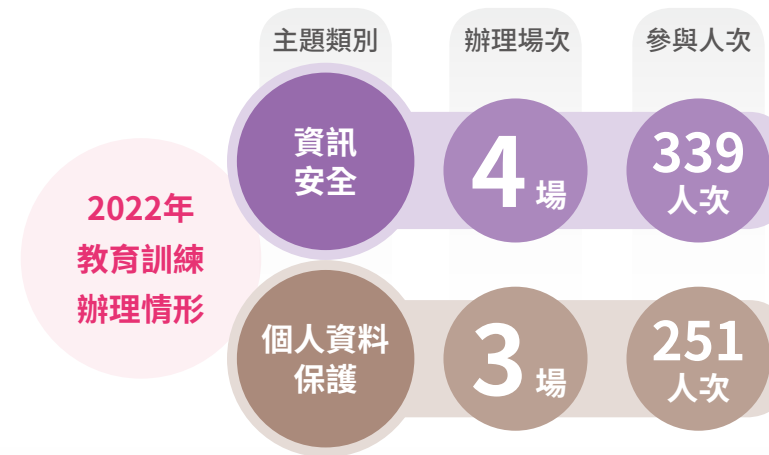 主題類別
辦理場次
參與人次
2022年
教育訓練
辦理情形
資訊
安全
4 場
339
人次
個人資料
保護
3 場
251
人次